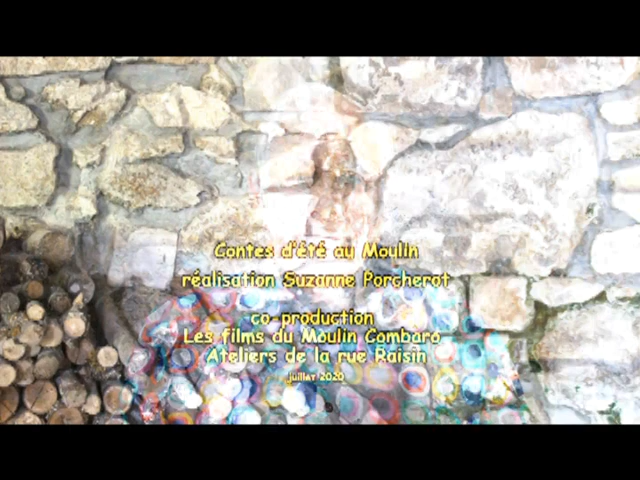 Contes d'été au Moulin
réalisation Suzanne Porcherot
co-production
Les films du Moulin Combaro
Ateliers de la rue Raisin
juillet 2020